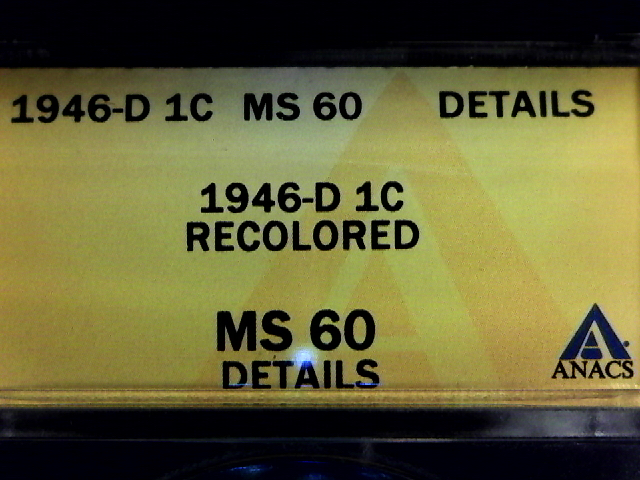 1946-D 1C MS 60 DETAILS
1946-D 1C
RECOLORED
MS 60
DETAILS
ANACS